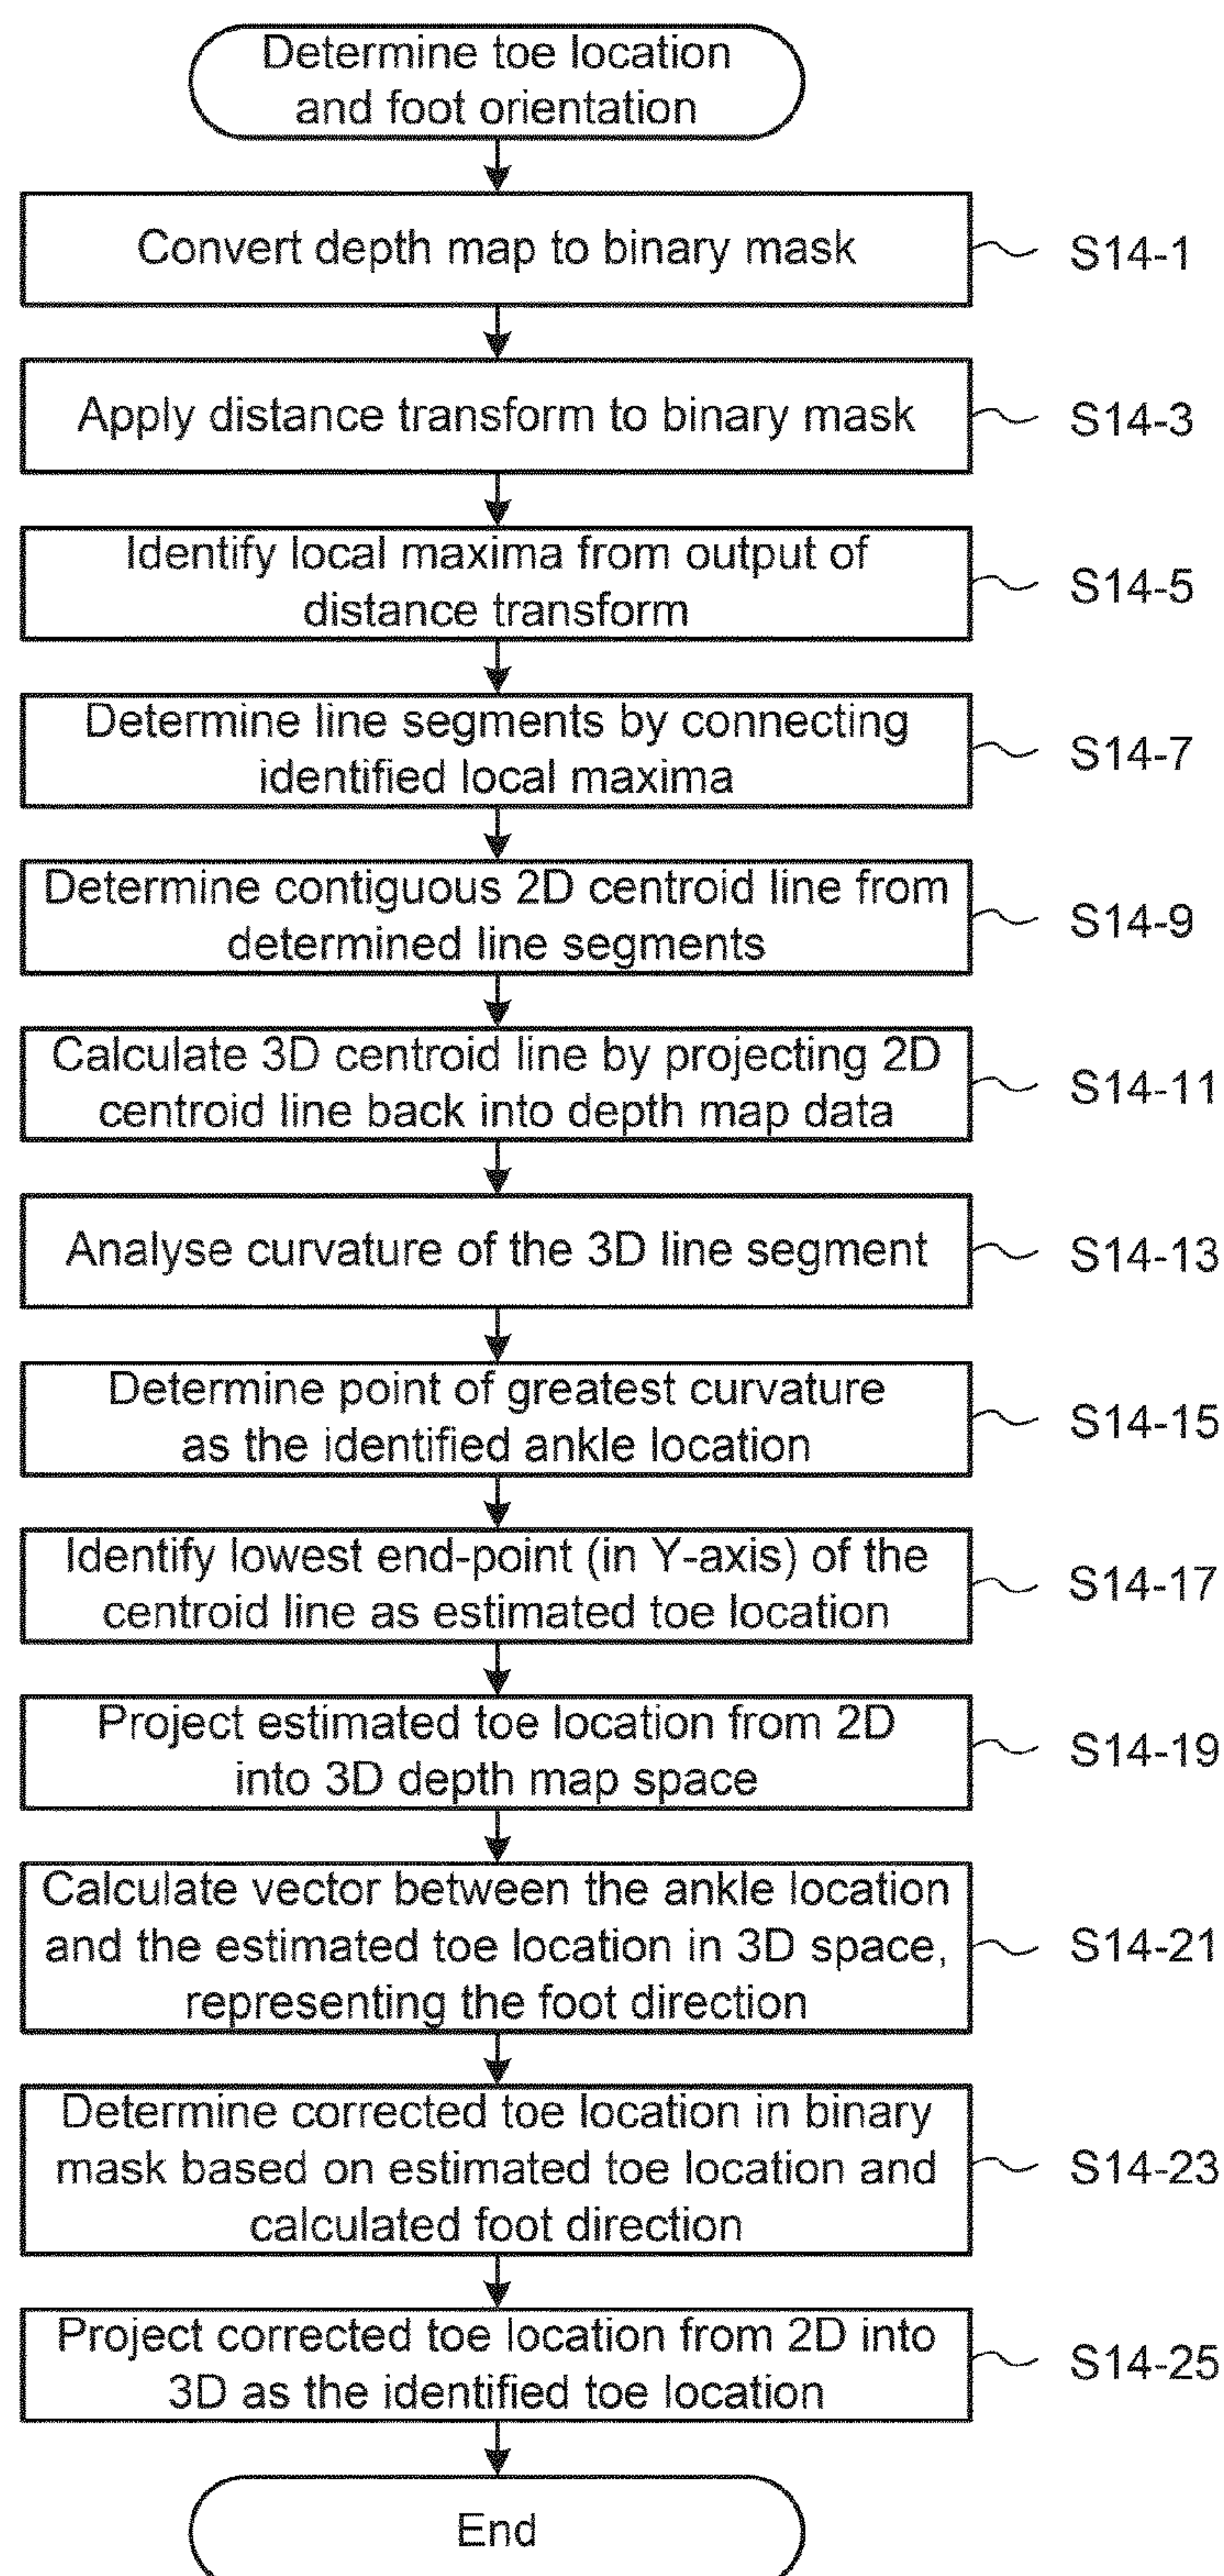 Determine toe location
and foot orientation
Convert depth map to binary mask
S14-1
Apply distance transform to binary mask
S14-3
Identify local maxima from output of
distance transform
S14-5
Determine line segments by connecting
identified local maxima
S14-7
Determine contiguous 2D centroid line from
determined line segments
S14-9
Calculate 3D centroid line by projecting 2D
centroid line back into depth map data
S14-11
Analyse curvature of the 3D line segment
S14-13
Determine point of greatest curvature
as the identified ankle location
S14-15
Identify lowest end-point (in Y-axis) of the
centroid line as estimated toe location
S14-17
Project estimated toe location from 2D
into 3D depth map space
S14-19
Calculate vector between the ankle location
and the estimated toe location in 3D space,
representing the foot direction
S14-21
Determine corrected toe location in binary
mask based on estimated toe location and
calculated foot direction
S14-23
Project corrected toe location from 2D into
3D as the identified toe location
S14-25
End